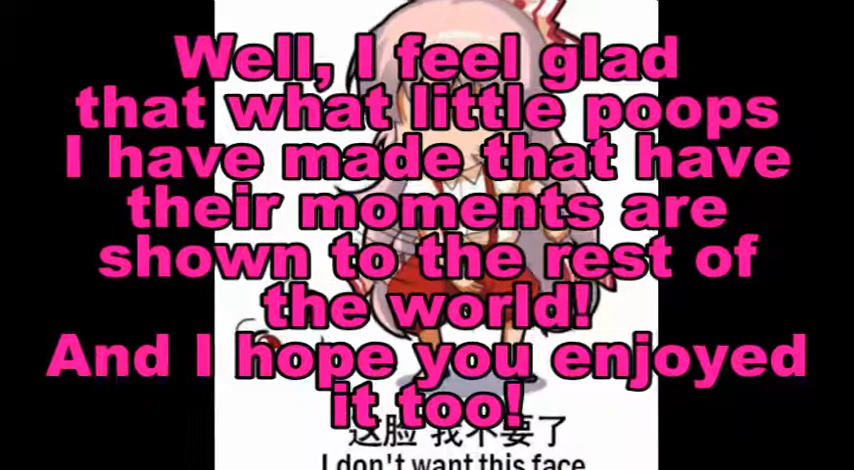 Well, I feel glad
that what little poops
I have made that have
their moments are
shown to the rest of
the world!
And I hope you enjoyed
it too!
这脸 我不要了
I don't want this face